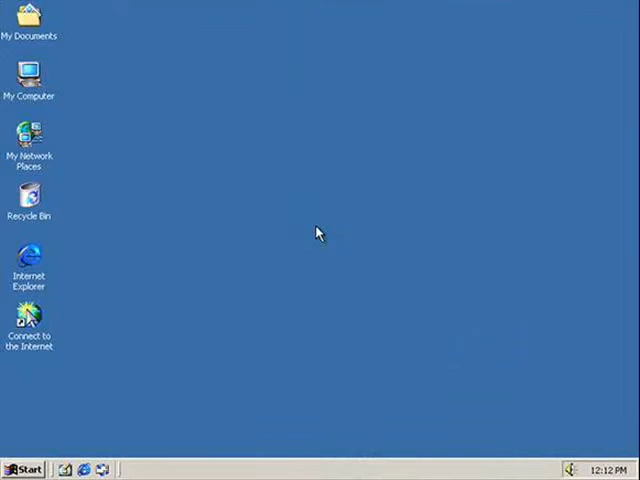 My Documents
My Computer
My Network
Places
Recycle Bin
Internet
Explorer
Connect to
the Internet
Start
12:12 PM